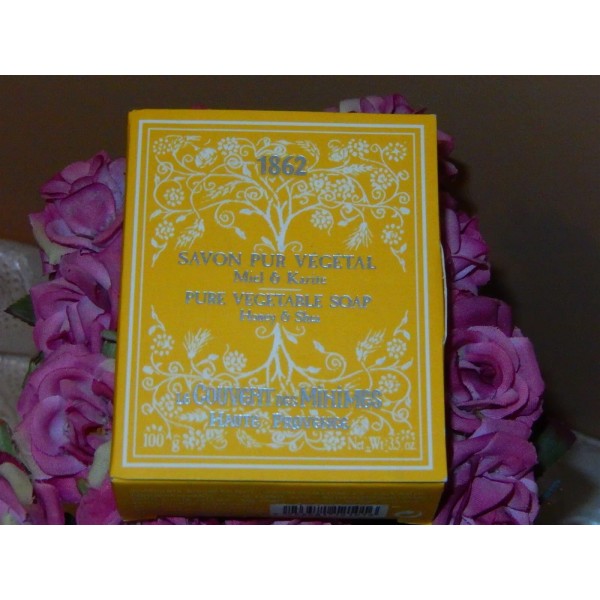 1862
SAVON PUR VEGETAL
Miel & Karité
PURE VEGETABLE SOAP
Honey & Shea
LE COUVENT DES MINIMES
HAUTE PROVENCE
100 g Net Wt 3.5 oz